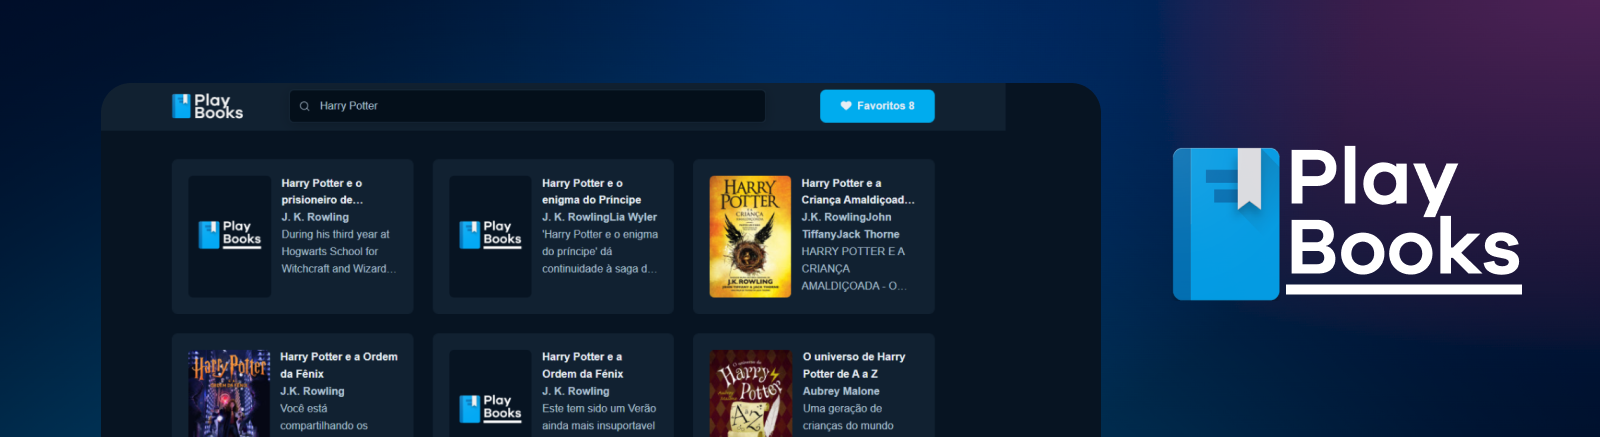 Play
Books
Harry Potter
Favoritos 8
Play
Books
Harry Potter e o
prisioneiro de...
J. K. Rowling
During his third year at
Hogwarts School for
Witchcraft and Wizard...
Play
Books
Harry Potter e o
enigma do Príncipe
J. K. RowlingLia Wyler
'Harry Potter e o enigma
do príncipe' dá
continuidade à saga d...
HARRY
POTTER
CRIANÇA
J.K. ROWLING
Harry Potter e a
Criança Amaldiçoad...
J.K. RowlingJohn
TiffanyJack Thorne
HARRY POTTER E A
CRIANÇA
AMALDIÇOADA - O...
Harry Potter
Harry Potter e a Ordem
da Fênix
J.K. Rowling
Você está
compartilhando os
Play
Books
Harry Potter e a
Ordem da Fénix
J. K. Rowling
Este tem sido um Verão
ainda mais insuportavel
O universo de
Harry
Potter
A Z
O universo de Harry
Potter de A a Z
Aubrey Malone
Uma geração de
crianças do mundo
Play
Books